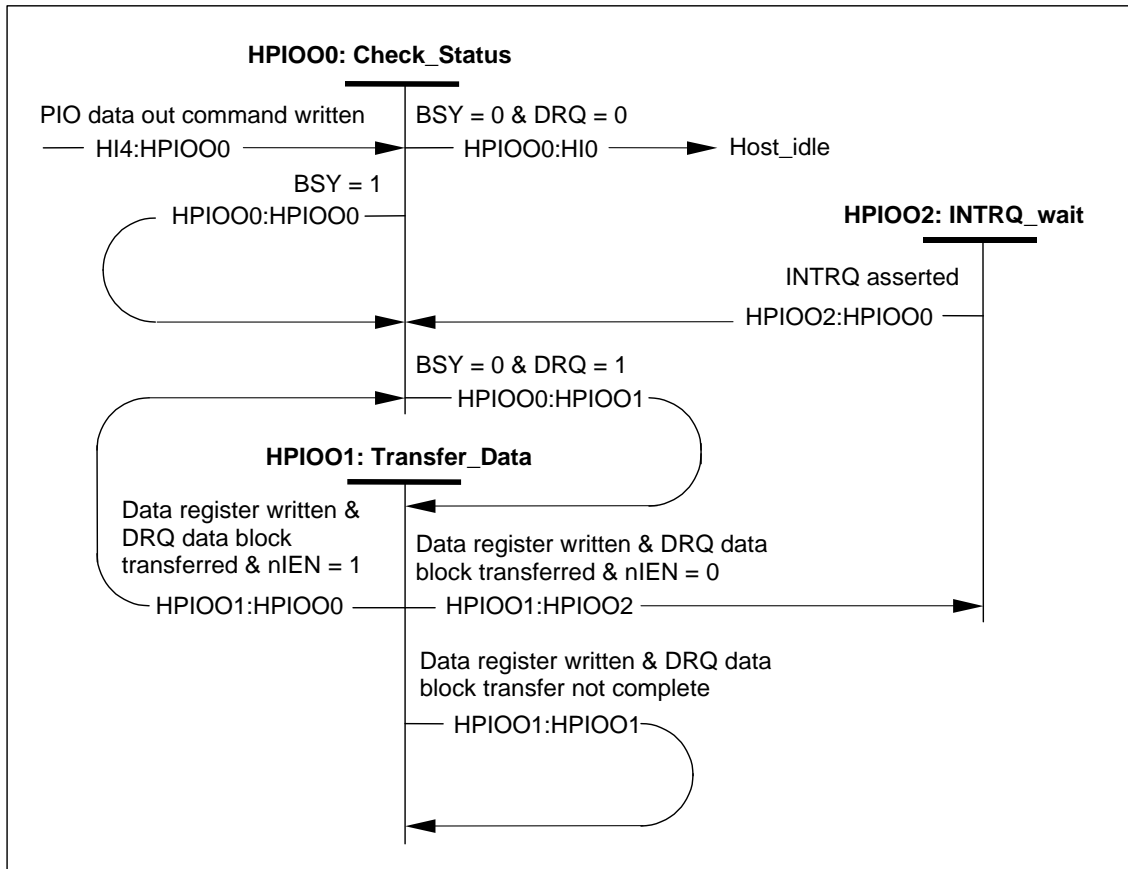 HPIOO0: Check_Status
PIO data out command written
BSY = 0 & DRQ = 0
HI4:HPIOO0
HPIOO0:HI0
Host_idle
BSY = 1
HPIOO0:HPIOO0
HPIOO2: INTRQ_wait
INTRQ asserted
HPIOO2:HPIOO0
BSY = 0 & DRQ = 1
HPIOO0:HPIOO1
HPIOO1: Transfer_Data
Data register written &
DRQ data block
transferred & nIEN = 1
HPIOO1:HPIOO0
Data register written & DRQ data
block transferred & nIEN = 0
HPIOO1:HPIOO2
Data register written & DRQ data
block transfer not complete
HPIOO1:HPIOO1